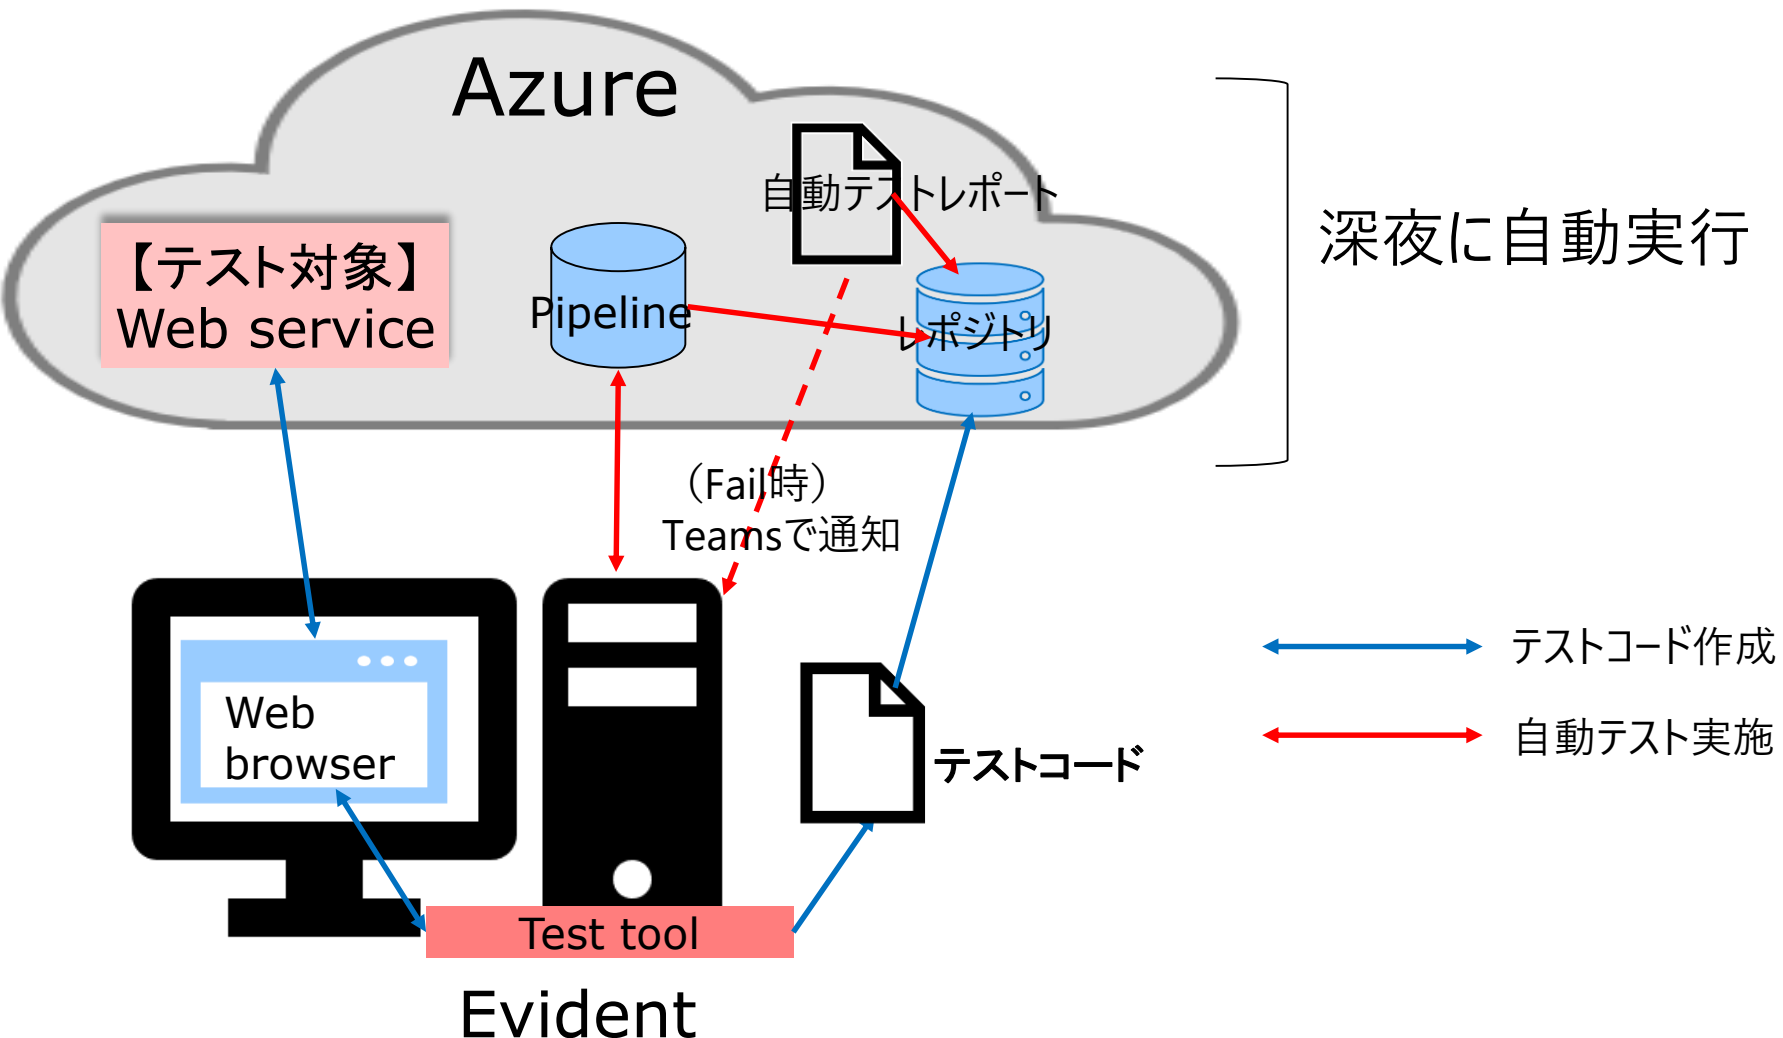 Azure
自動テストレポート
深夜に自動実行
【テスト対象】
Web service
Pipeline
レポジトリ
（Fail時）
Teamsで通知
テストコード作成
Web
browser
テストコード
自動テスト実施
Test tool
Evident